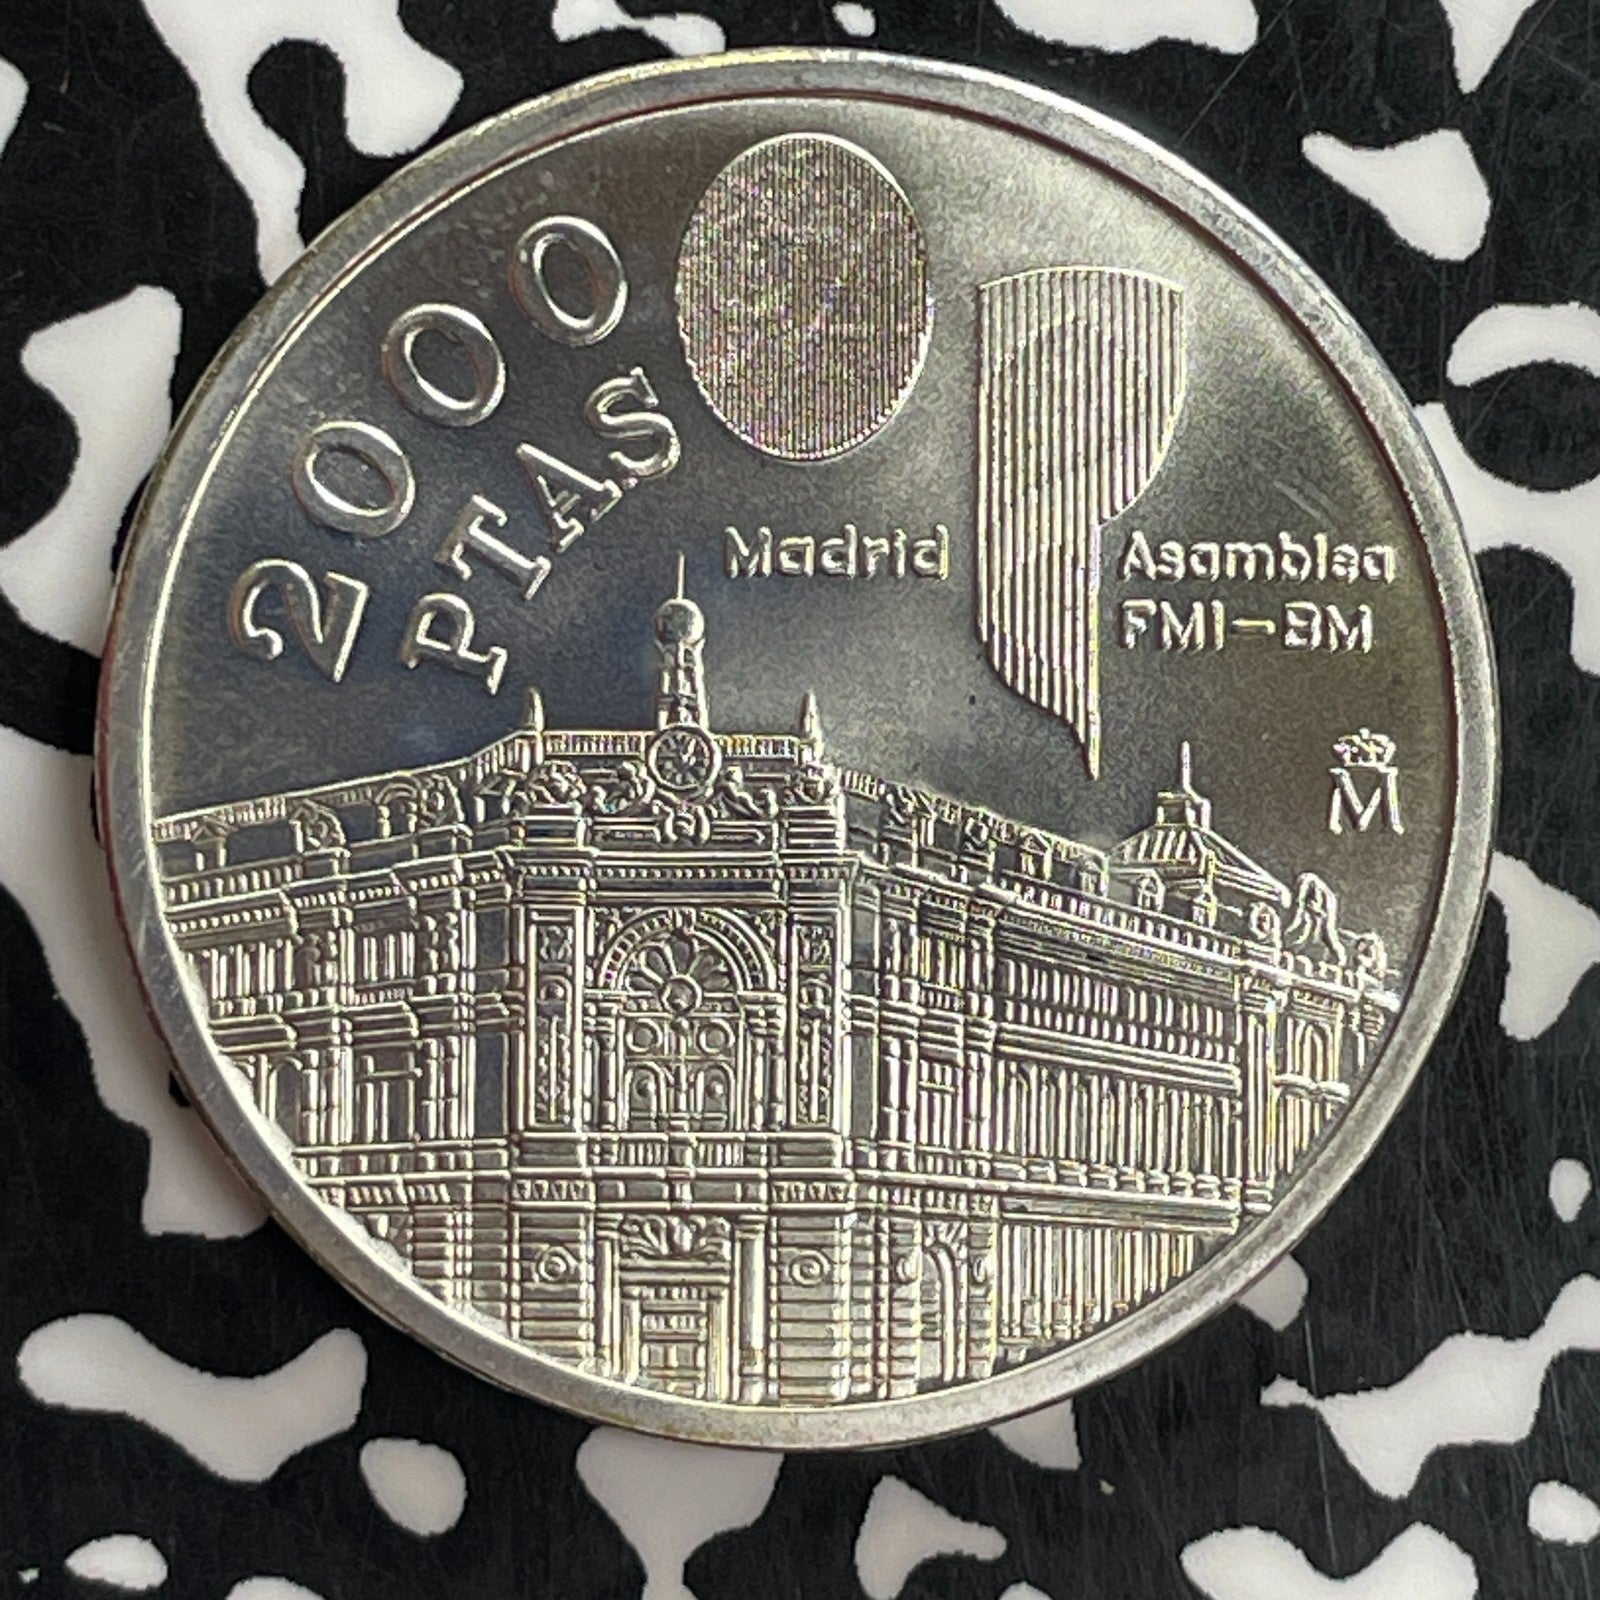 2000
PTAS
Madrid
Asamblea
FMI-BM
M